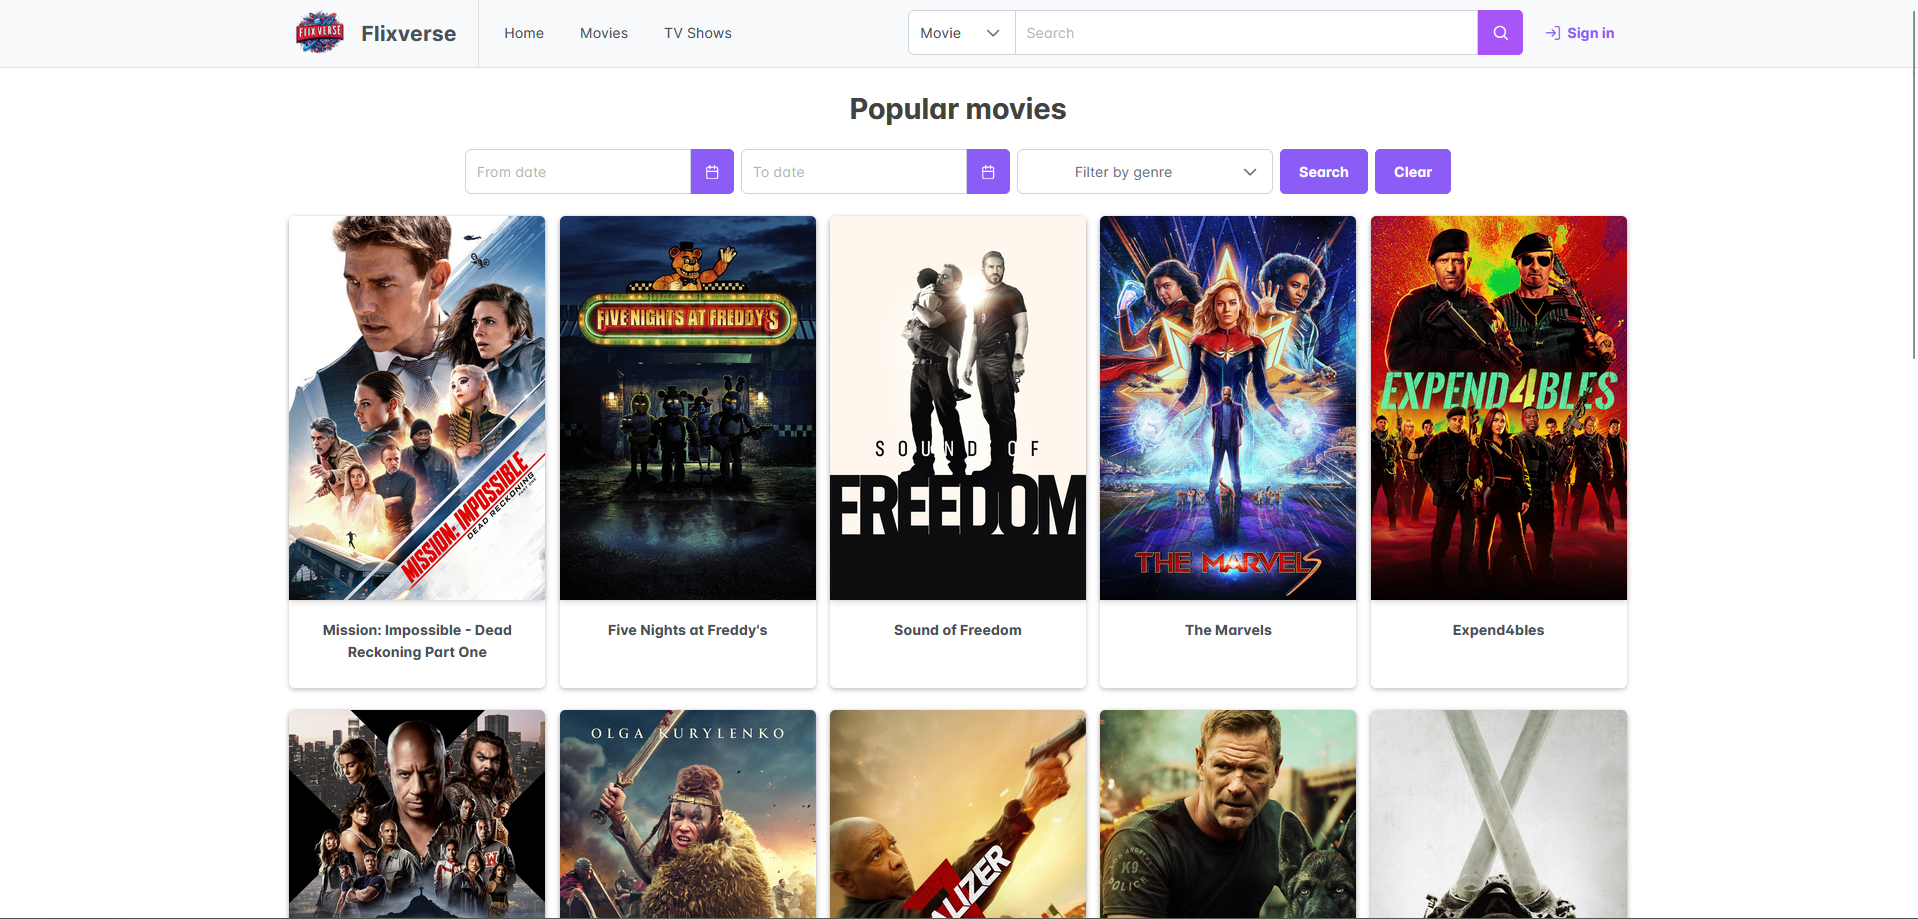 FLIXVERSE
Flixverse
Home
Movies
TV Shows
Movie
Search
Sign in
Popular movies
From date
To date
Filter by genre
Search
Clear
MISSION: IMPOSSIBLE
DEAD RECKONING
PART ONE
FIVE NIGHTS AT FREDDY'S
SOUND OF
FREEDOM
THE MARVELS
EXPEND4BLES
Mission: Impossible - Dead
Reckoning Part One
Five Nights at Freddy's
Sound of Freedom
The Marvels
Expend4bles
W
OLGA KURYLENKO
ALIZER
LOS ANGELES
K9
POLICE